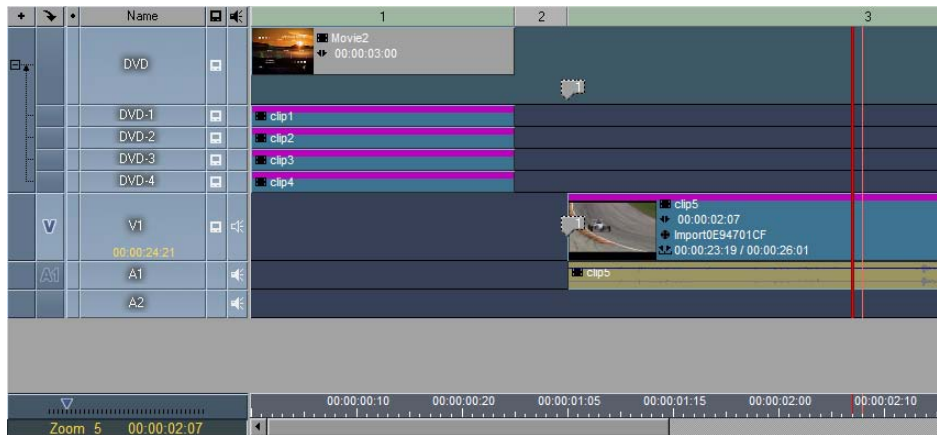 + Name 1 2 3
Movie2
00:00:03:00
DVD
1
DVD-1 clip1
DVD-2 clip2
DVD-3 clip3
DVD-4 clip4
V V1 1 clip5
00:00:02:07
Import0E94701CF
00:00:24:21 00:00:23:19 / 00:00:26:01
A1 A1 clip5
A2
00:00:00:10 00:00:00:20 00:00:01:05 00:00:01:15 00:00:02:00 00:00:02:10
Zoom 5 00:00:02:07